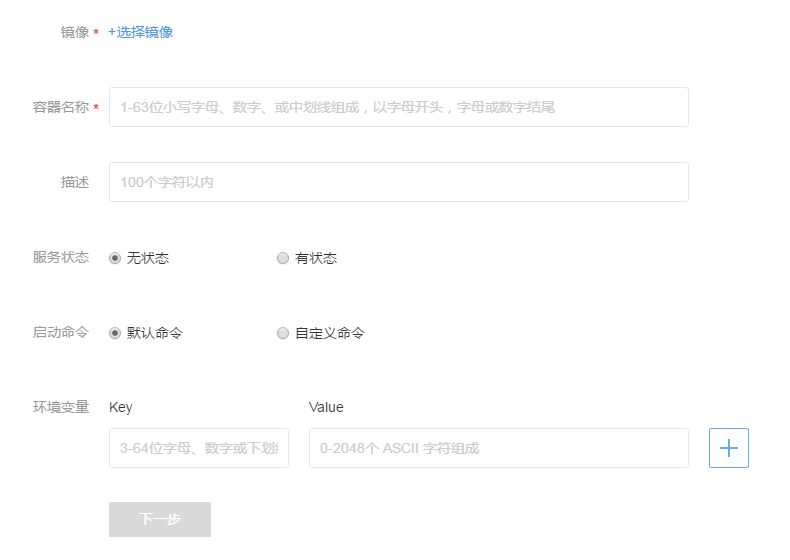 镜像* +选择镜像
容器名称* 1-63位小写字母、数字、或中划线组成，以字母开头，字母或数字结尾
描述 100个字符以内
服务状态 无状态 有状态
启动命令 默认命令 自定义命令
环境变量 Key Value
3-64位字母、数字或下划 0-2048个 ASCII 字符组成
下一步